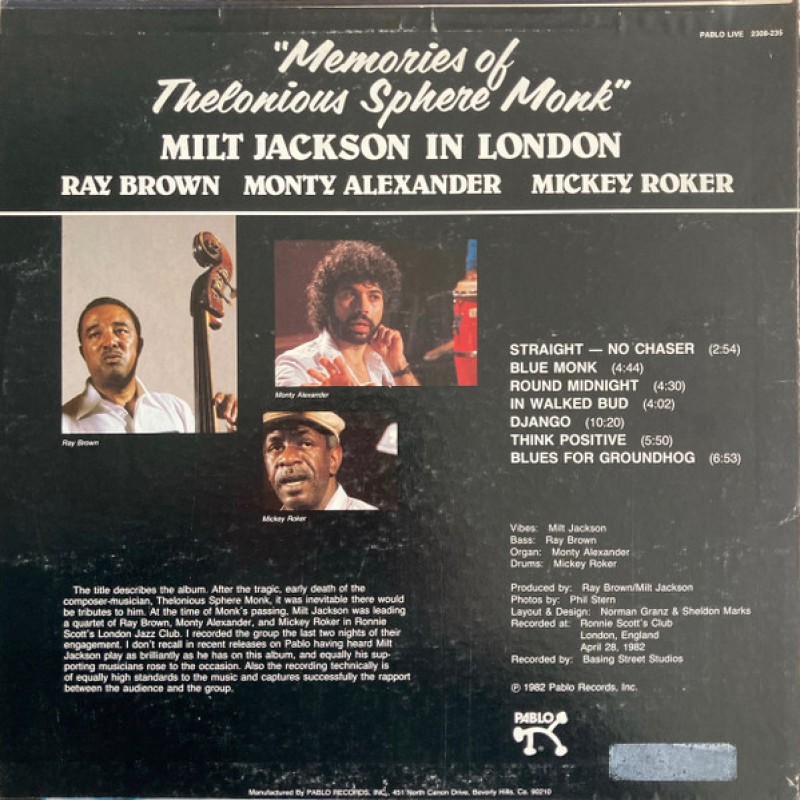 PABLO LIVE 2308-235
"Memories of
Thelonious Sphere Monk"
MILT JACKSON IN LONDON
RAY BROWN MONTY ALEXANDER MICKEY ROKER
Ray Brown
Monty Alexander
Mickey Roker
STRAIGHT — NO CHASER (2:54)
BLUE MONK (4:44)
ROUND MIDNIGHT (4:30)
IN WALKED BUD (4:02)
DJANGO (10:20)
THINK POSITIVE (5:50)
BLUES FOR GROUNDHOG (6:53)
Vibes: Milt Jackson
Bass: Ray Brown
Organ: Monty Alexander
Drums: Mickey Roker
Produced by: Ray Brown/Milt Jackson
Photos by: Phil Stern
Layout & Design: Norman Granz & Sheldon Marks
Recorded at: Ronnie Scott's Club
London, England
April 28, 1982
Recorded by: Basing Street Studios
℗ 1982 Pablo Records, Inc.
The title describes the album. After the tragic, early death of the
composer-musician, Thelonious Sphere Monk, it was inevitable there would
be tributes to him. At the time of Monk's passing, Milt Jackson was leading
a quartet of Ray Brown, Monty Alexander, and Mickey Roker in Ronnie
Scott's London Jazz Club. I recorded the group the last two nights of their
engagement. I don't recall in recent releases on Pablo having heard Milt
Jackson play as brilliantly as he has on this album, and equally his sup-
porting musicians rose to the occasion. Also the recording technically is
of equally high standards to the music and captures successfully the rapport
between the audience and the group.
PABLO
Manufactured by PABLO RECORDS, INC., 451 North Canon Drive, Beverly Hills, Ca. 90210